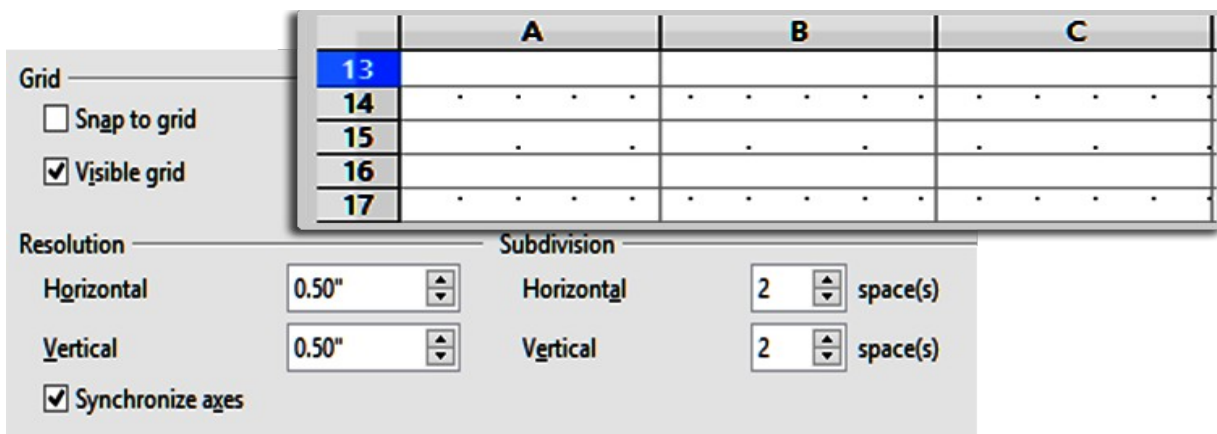 A B C
13
14
15
16
17
Grid
Snap to grid
Visible grid
Resolution Subdivision
Horizontal 0.50" Horizontal 2 space(s)
Vertical 0.50" Vertical 2 space(s)
Synchronize axes